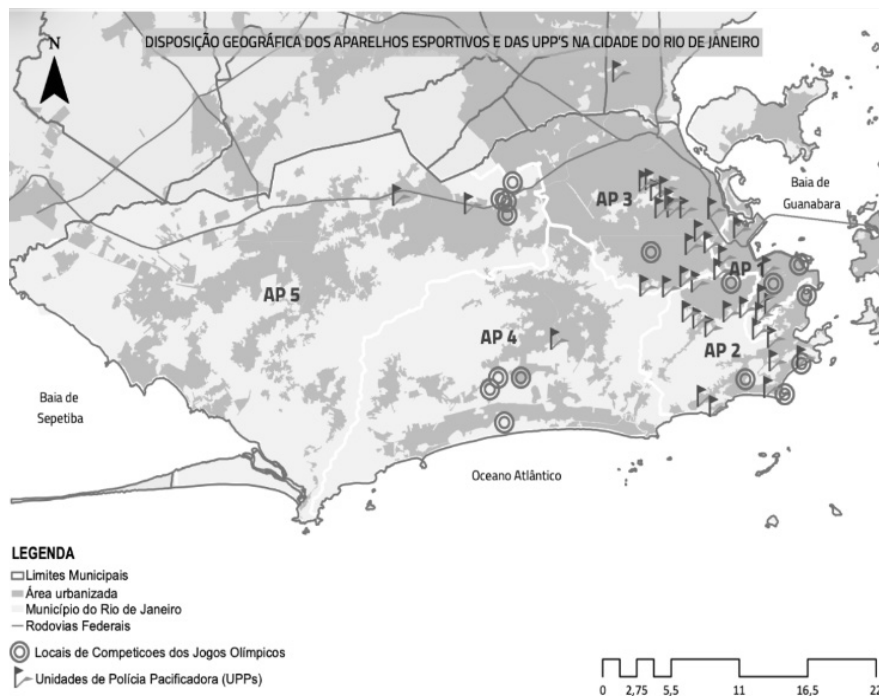 DISPOSIÇÃO GEOGRÁFICA DOS APARELHOS ESPORTIVOS E DAS UPP'S NA CIDADE DO RIO DE JANEIRO
N
AP 3
Baia de
Guanabara
AP 1
AP 5
AP 4
AP 2
Baia de
Sepetiba
Oceano Atlântico
LEGENDA
Limites Municipais
Área urbanizada
Município do Rio de Janeiro
Rodovias Federais
Locais de Competicoes dos Jogos Olímpicos
Unidades de Polícia Pacificadora (UPPs)
0 2,75 5,5 11 16,5 22